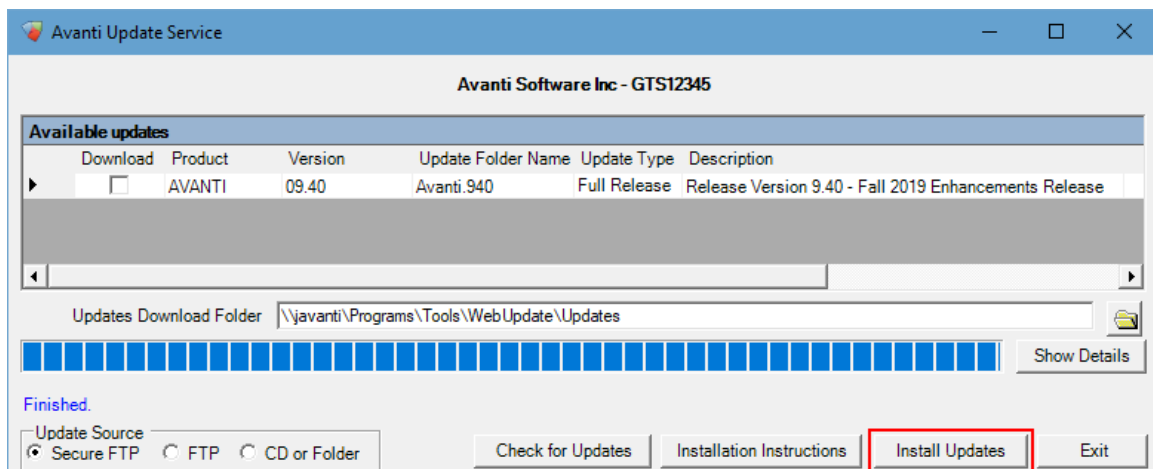 Avanti Update Service
Avanti Software Inc - GTS12345
Available updates
Download Product Version Update Folder Name Update Type Description
AVANTI 09.40 Avanti.940 Full Release Release Version 9.40 - Fall 2019 Enhancements Release
Updates Download Folder \\javanti\Programs\Tools\WebUpdate\Updates
Show Details
Finished.
Update Source
Secure FTP FTP CD or Folder Check for Updates Installation Instructions Install Updates Exit